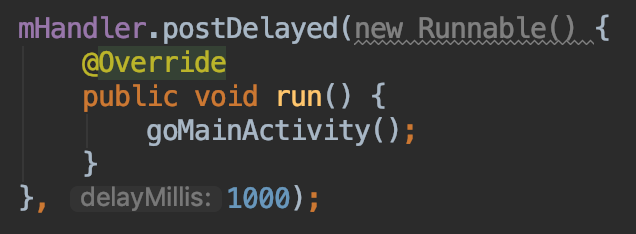 mHandler.postDelayed(new Runnable() {
    @Override
    public void run() {
        goMainActivity();
    }
}, delayMillis: 1000);